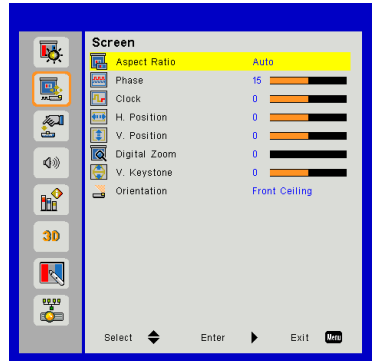 Screen
Aspect Ratio Auto
Phase 15
Clock 0
H. Position 0
V. Position 0
Digital Zoom 0
V. Keystone 0
Orientation Front Ceiling
3D
Select Enter Exit Menu